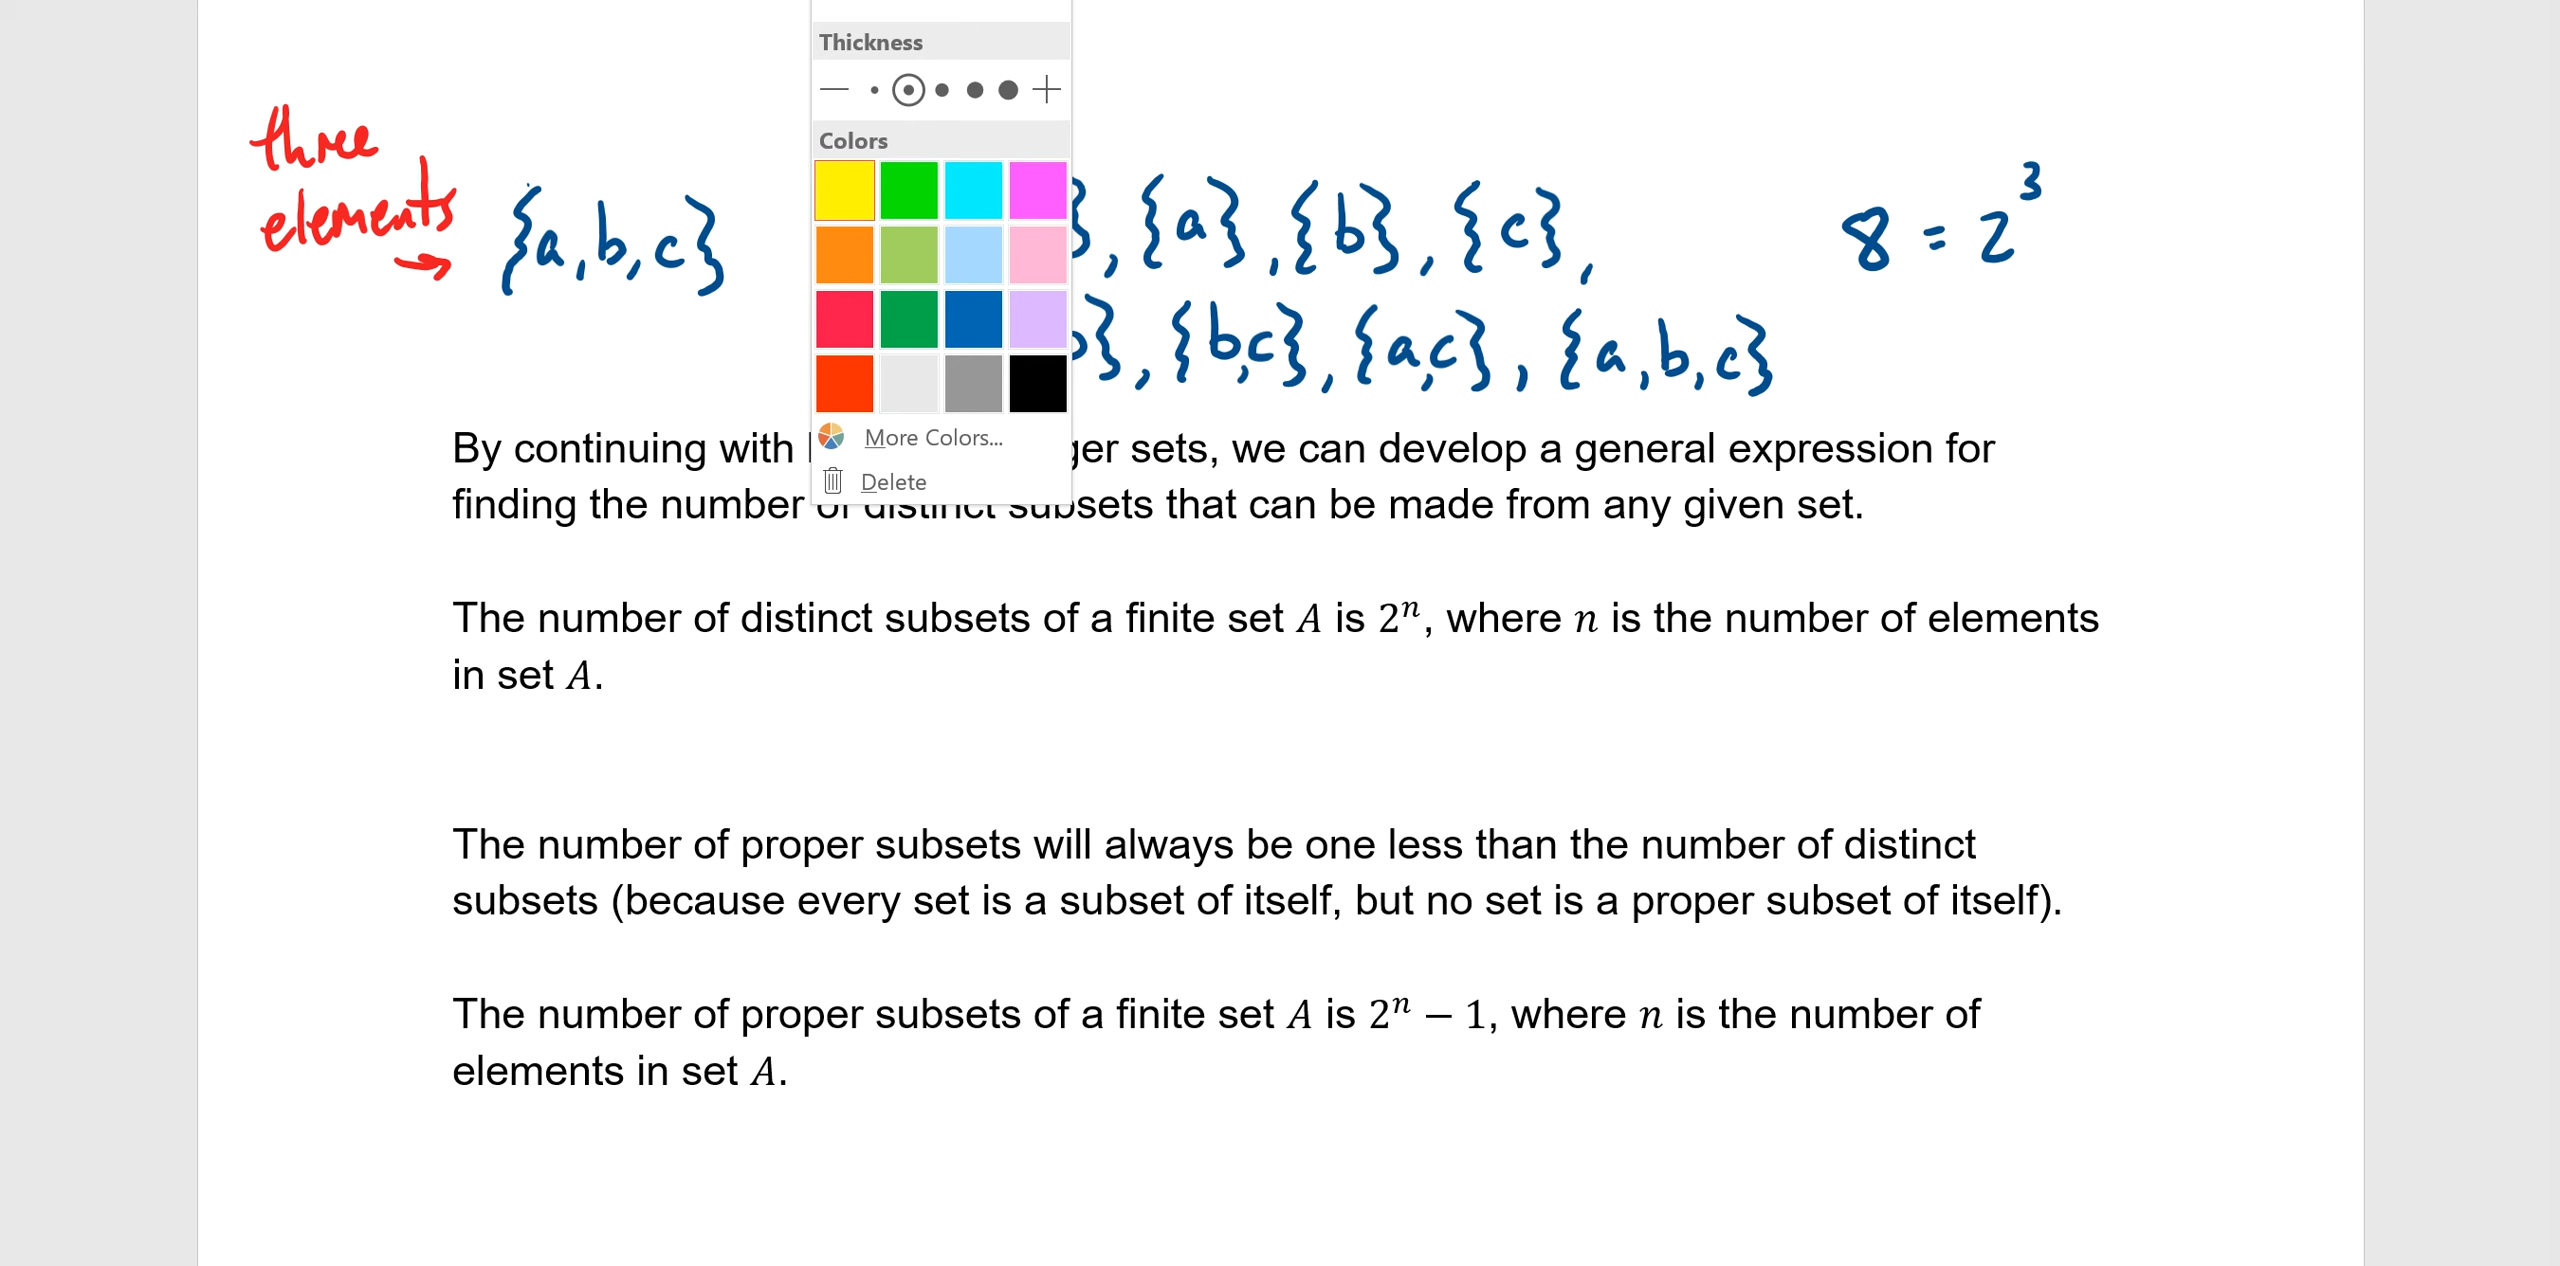 Thickness
Colors
three
elements
→ {a,b,c}
}, {a}, {b}, {c},
8 = 2³
}, {b,c}, {a,c}, {a,b,c}
More Colors...
Delete
By continuing with ger sets, we can develop a general expression for
finding the number of distinct subsets that can be made from any given set.
The number of distinct subsets of a finite set A is 2ⁿ, where n is the number of elements
in set A.
The number of proper subsets will always be one less than the number of distinct
subsets (because every set is a subset of itself, but no set is a proper subset of itself).
The number of proper subsets of a finite set A is 2ⁿ − 1, where n is the number of
elements in set A.